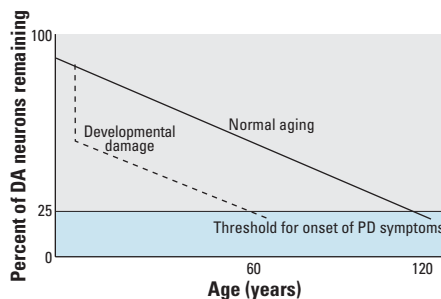 Percent of DA neurons remaining
100
Normal aging
Developmental
damage
25
Threshold for onset of PD symptoms
0
60
120
Age (years)